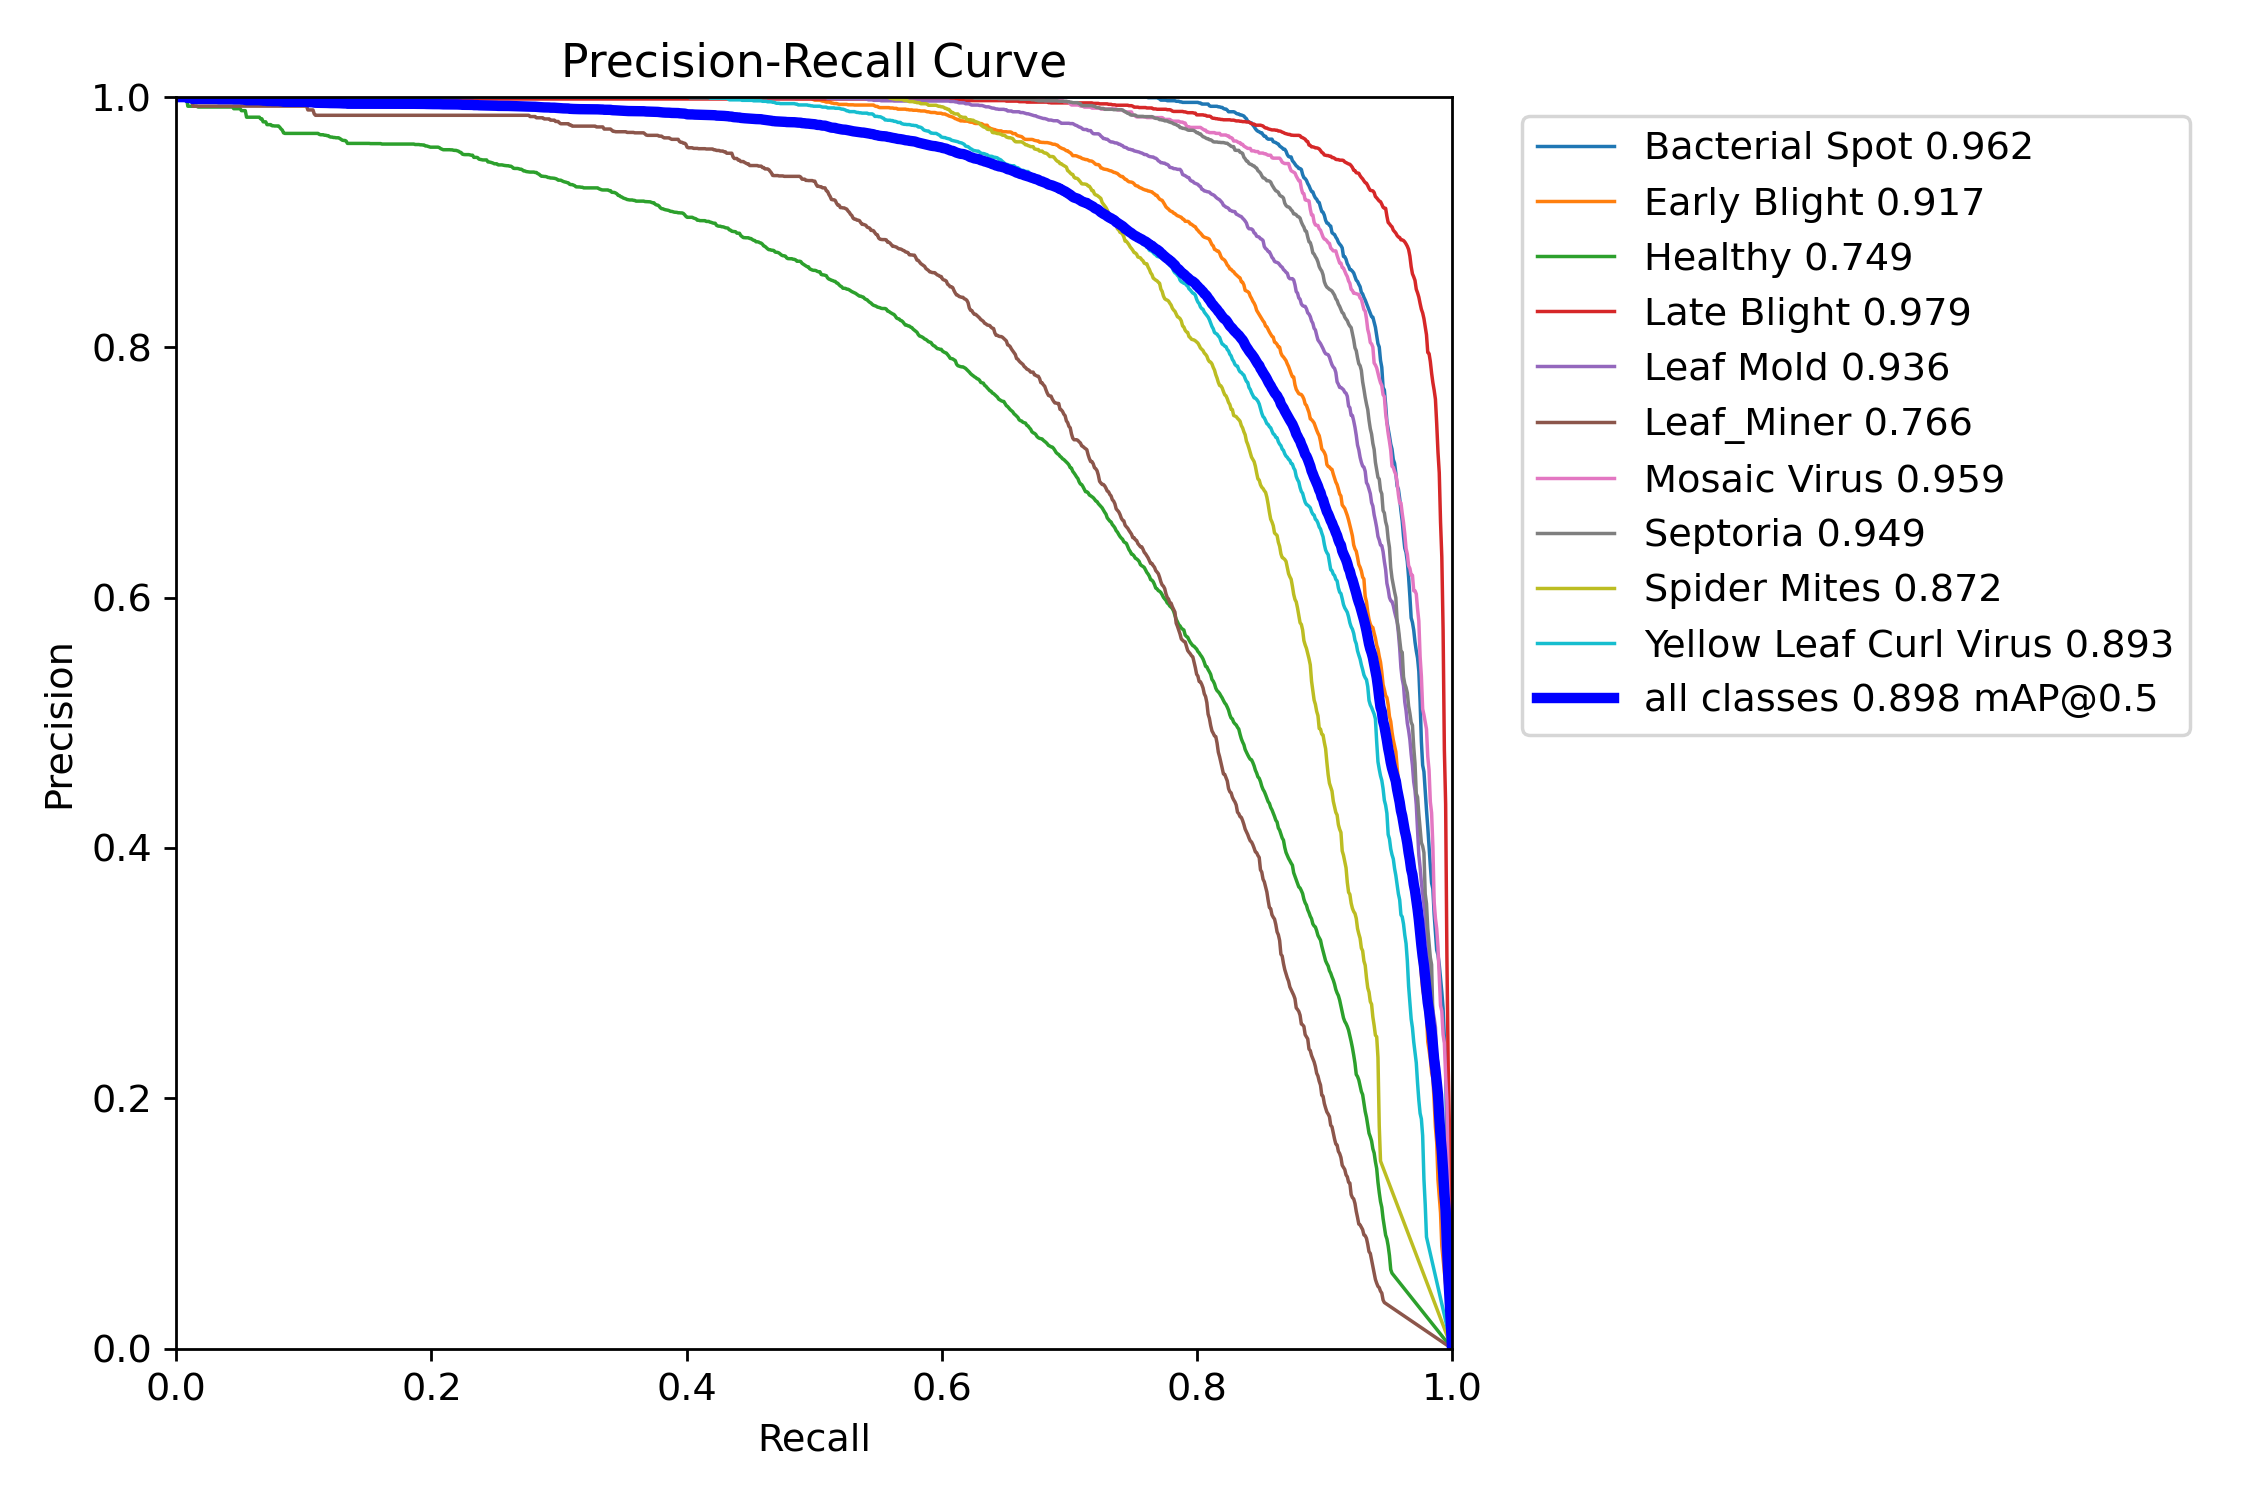 Precision-Recall Curve
1.0
0.8
0.6
0.4
0.2
0.0
Precision
0.0 0.2 0.4 0.6 0.8 1.0
Recall
Bacterial Spot 0.962
Early Blight 0.917
Healthy 0.749
Late Blight 0.979
Leaf Mold 0.936
Leaf_Miner 0.766
Mosaic Virus 0.959
Septoria 0.949
Spider Mites 0.872
Yellow Leaf Curl Virus 0.893
all classes 0.898 mAP@0.5